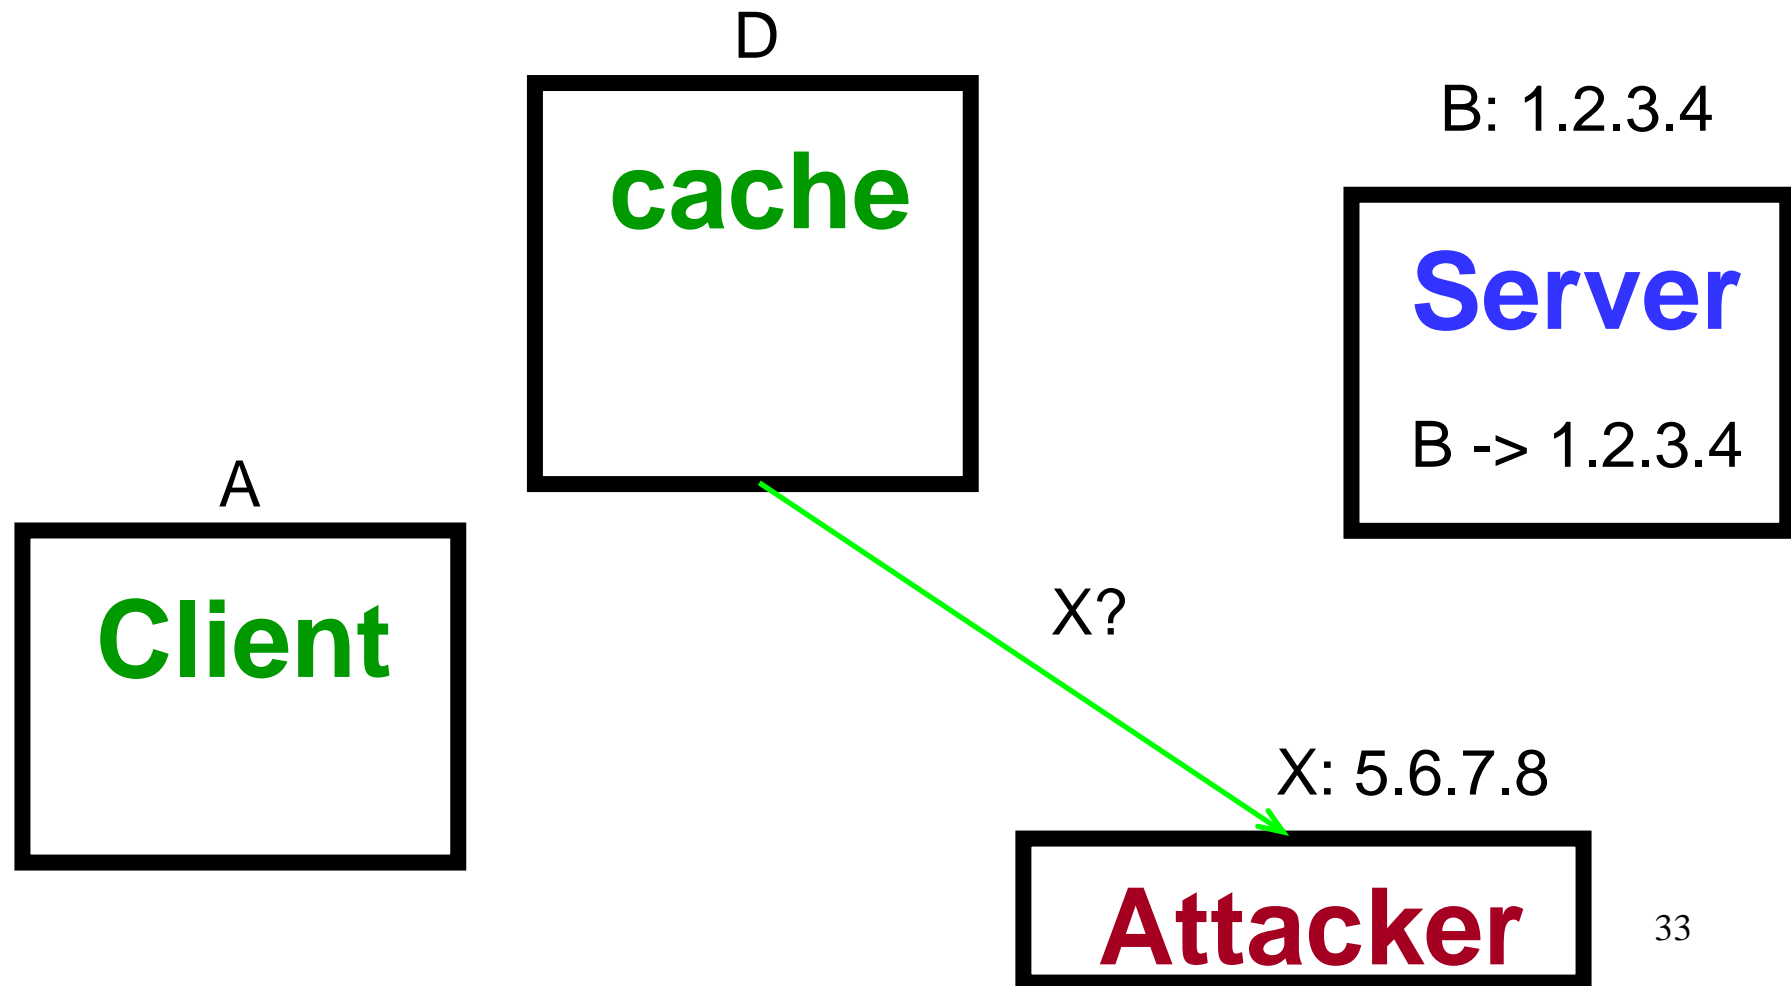 D
cache
B: 1.2.3.4
Server
B -> 1.2.3.4
A
Client
X?
X: 5.6.7.8
Attacker
33